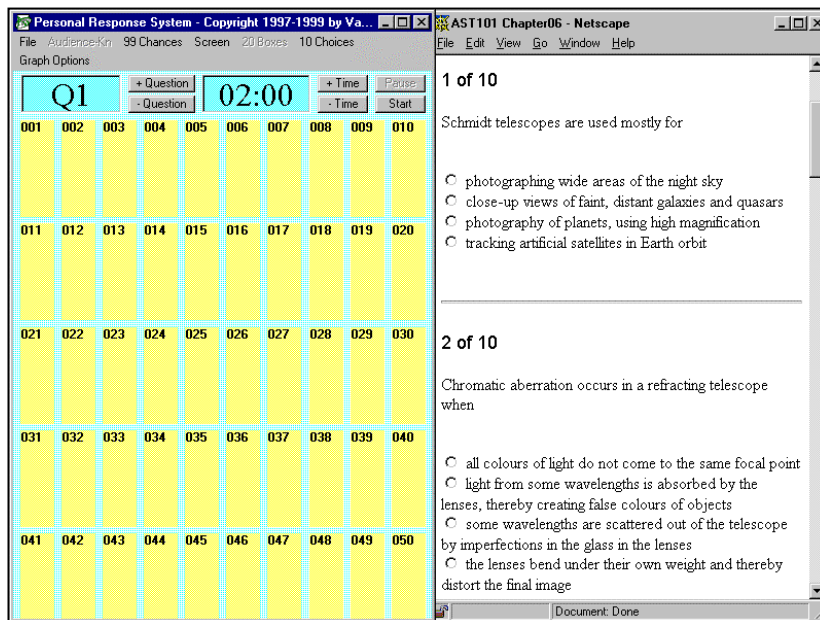 Personal Response System - Copyright 1997-1999 by Va...
File Audience-Kn 99 Chances Screen 20 Boxes 10 Choices
Graph Options
Q1
+ Question
- Question
02:00
+ Time
- Time
Pause
Start
001 002 003 004 005 006 007 008 009 010
011 012 013 014 015 016 017 018 019 020
021 022 023 024 025 026 027 028 029 030
031 032 033 034 035 036 037 038 039 040
041 042 043 044 045 046 047 048 049 050
AST101 Chapter06 - Netscape
File Edit View Go Window Help
1 of 10
Schmidt telescopes are used mostly for
photographing wide areas of the night sky
close-up views of faint, distant galaxies and quasars
photography of planets, using high magnification
tracking artificial satellites in Earth orbit
2 of 10
Chromatic aberration occurs in a refracting telescope
when
all colours of light do not come to the same focal point
light from some wavelengths is absorbed by the
lenses, thereby creating false colours of objects
some wavelengths are scattered out of the telescope
by imperfections in the glass in the lenses
the lenses bend under their own weight and thereby
distort the final image
Document: Done